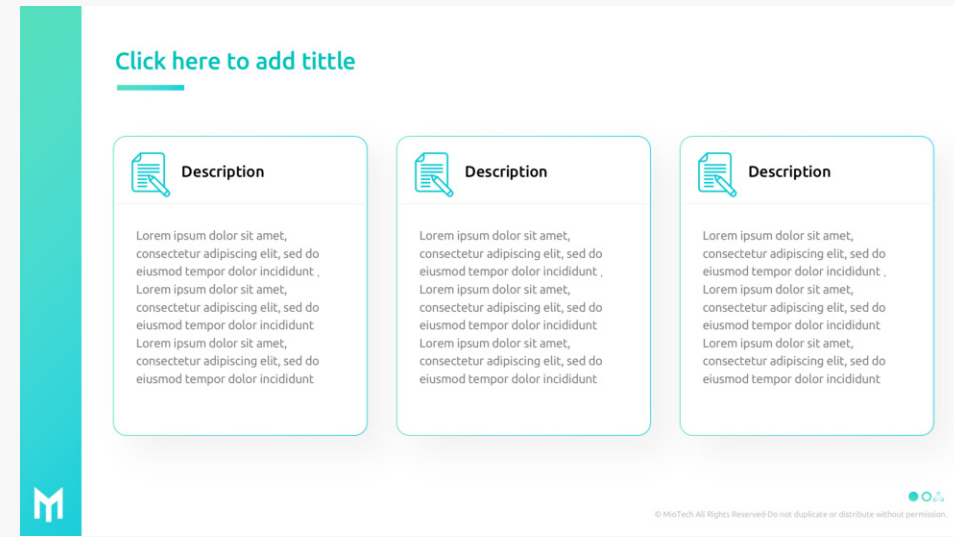 Click here to add tittle
Description
Lorem ipsum dolor sit amet,
consectetur adipiscing elit, sed do
eiusmod tempor dolor incididunt .
Lorem ipsum dolor sit amet,
consectetur adipiscing elit, sed do
eiusmod tempor dolor incididunt
Lorem ipsum dolor sit amet,
consectetur adipiscing elit, sed do
eiusmod tempor dolor incididunt
Description
Lorem ipsum dolor sit amet,
consectetur adipiscing elit, sed do
eiusmod tempor dolor incididunt .
Lorem ipsum dolor sit amet,
consectetur adipiscing elit, sed do
eiusmod tempor dolor incididunt
Lorem ipsum dolor sit amet,
consectetur adipiscing elit, sed do
eiusmod tempor dolor incididunt
Description
Lorem ipsum dolor sit amet,
consectetur adipiscing elit, sed do
eiusmod tempor dolor incididunt .
Lorem ipsum dolor sit amet,
consectetur adipiscing elit, sed do
eiusmod tempor dolor incididunt
Lorem ipsum dolor sit amet,
consectetur adipiscing elit, sed do
eiusmod tempor dolor incididunt
© MioTech All Rights Reserved·Do not duplicate or distribute without permission.